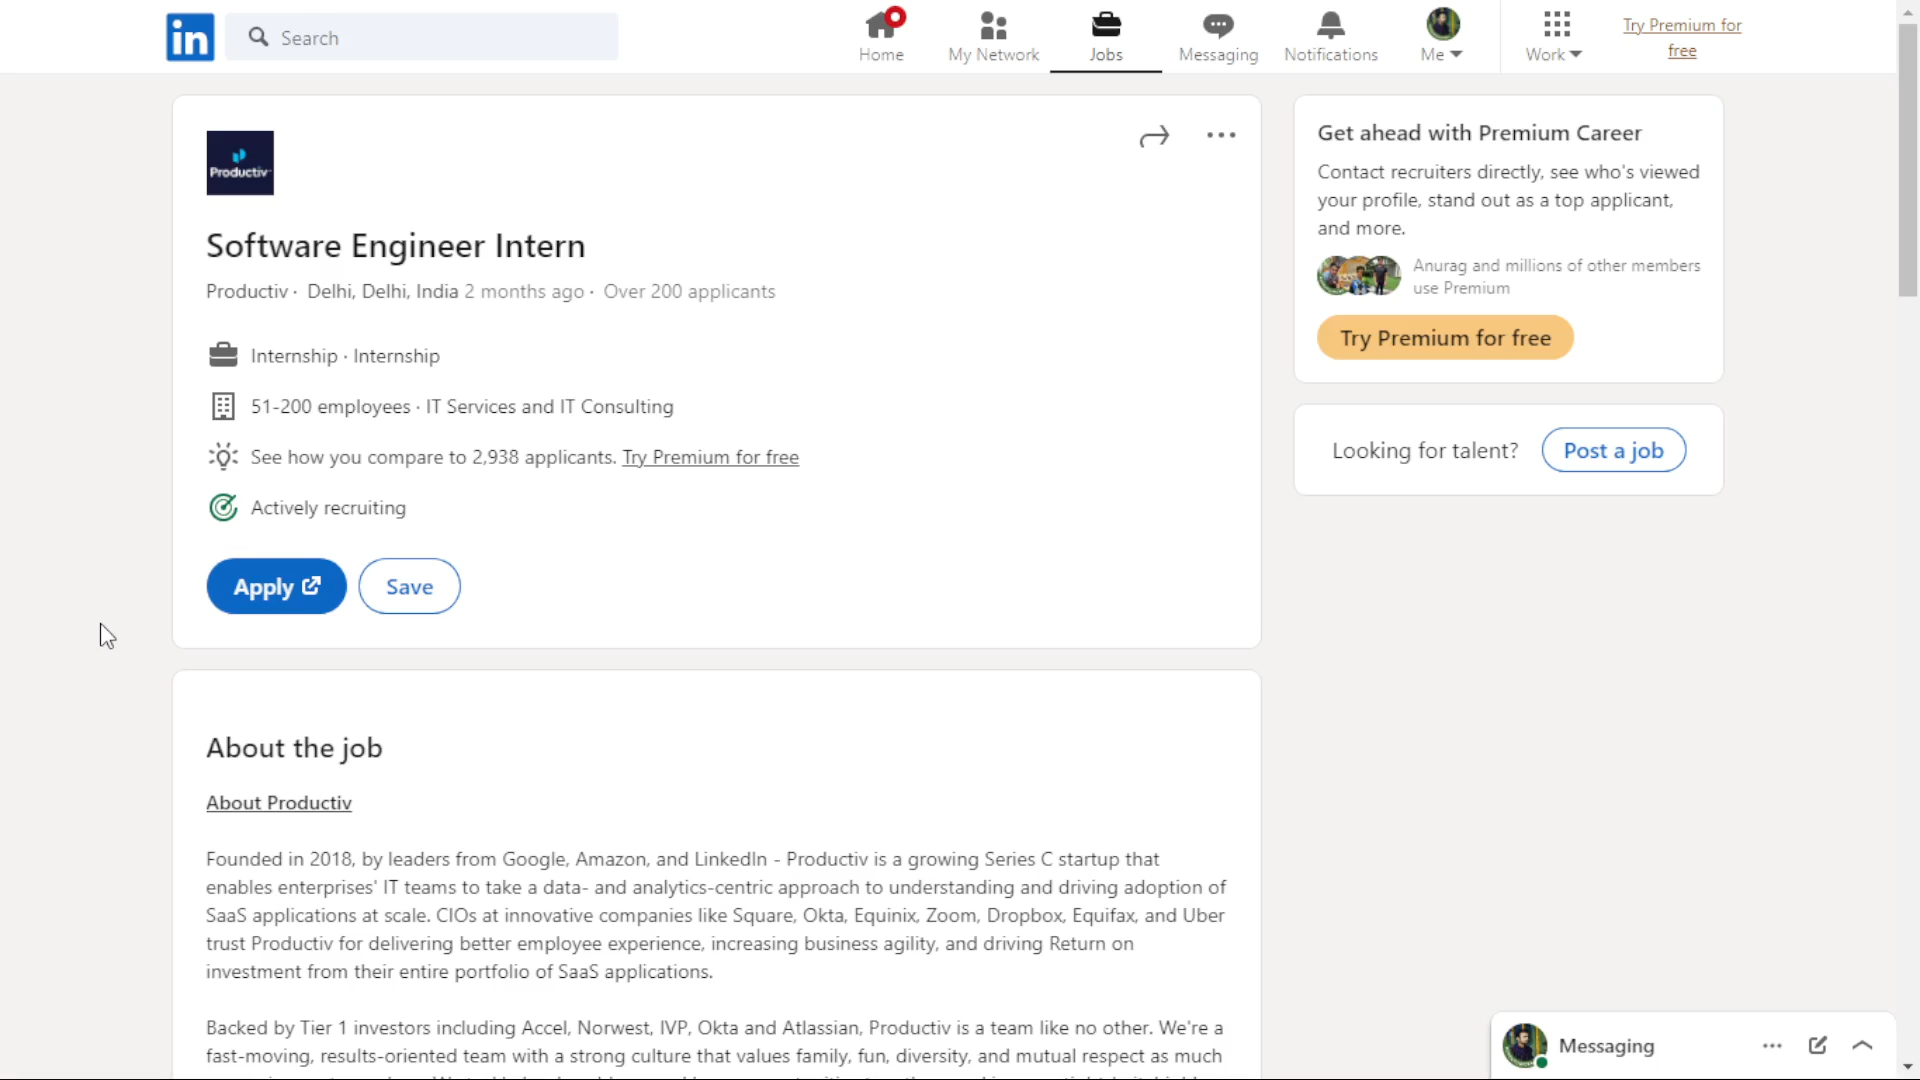 in
Search
Home
My Network
Jobs
Messaging
Notifications
Me
Work
Try Premium for
free
Productiv
Software Engineer Intern
Productiv · Delhi, Delhi, India 2 months ago · Over 200 applicants
Internship · Internship
51-200 employees · IT Services and IT Consulting
See how you compare to 2,938 applicants. Try Premium for free
Actively recruiting
Apply
Save
Get ahead with Premium Career
Contact recruiters directly, see who's viewed
your profile, stand out as a top applicant,
and more.
Anurag and millions of other members
use Premium
Try Premium for free
Looking for talent?
Post a job
About the job
About Productiv
Founded in 2018, by leaders from Google, Amazon, and LinkedIn - Productiv is a growing Series C startup that
enables enterprises' IT teams to take a data- and analytics-centric approach to understanding and driving adoption of
SaaS applications at scale. CIOs at innovative companies like Square, Okta, Equinix, Zoom, Dropbox, Equifax, and Uber
trust Productiv for delivering better employee experience, increasing business agility, and driving Return on
investment from their entire portfolio of SaaS applications.
Backed by Tier 1 investors including Accel, Norwest, IVP, Okta and Atlassian, Productiv is a team like no other. We're a
fast-moving, results-oriented team with a strong culture that values family, fun, diversity, and mutual respect as much
Messaging